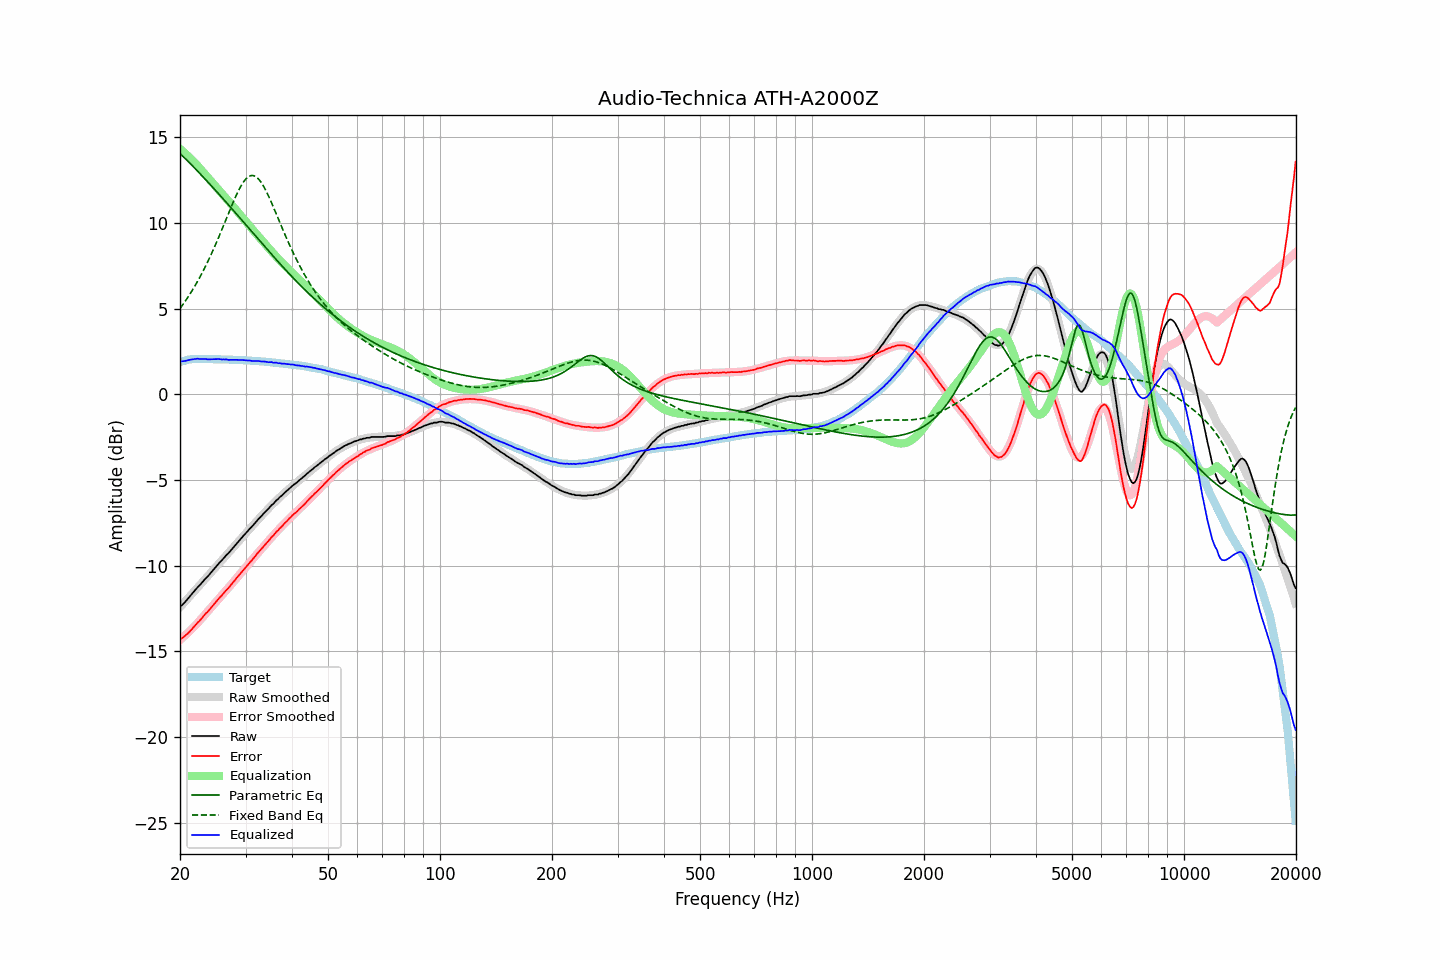 Audio-Technica ATH-A2000Z
15
10
5
0
−5
−10
−15
−20
−25
Amplitude (dBr)
Target
Raw Smoothed
Error Smoothed
Raw
Error
Equalization
Parametric Eq
Fixed Band Eq
Equalized
20 50 100 200 500 1000 2000 5000 10000 20000
Frequency (Hz)